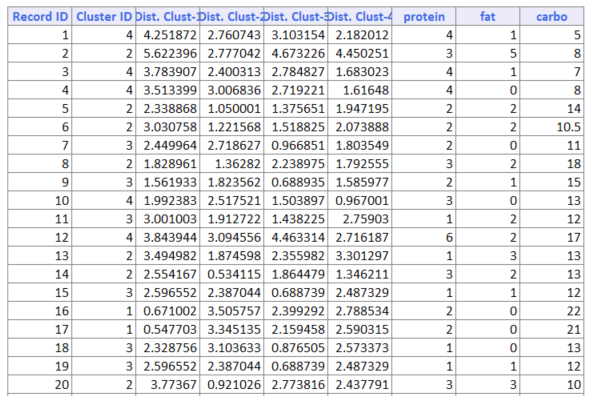 Record ID Cluster ID Dist. Clust-1 Dist. Clust-2 Dist. Clust-3 Dist. Clust-4 protein fat carbo
1 4 4.251872 2.760743 3.103154 2.182012 4 1 5
2 2 5.622396 2.777042 4.673226 4.450251 3 5 8
3 4 3.783907 2.400313 2.784827 1.683023 4 1 7
4 4 3.513399 3.006836 2.719221 1.61648 4 0 8
5 2 2.338868 1.050001 1.375651 1.947195 2 2 14
6 2 3.030758 1.221568 1.518825 2.073888 2 2 10.5
7 3 2.449964 2.718627 0.966851 1.803549 2 0 11
8 2 1.828961 1.36282 2.238975 1.792555 3 2 18
9 3 1.561933 1.823562 0.688935 1.585977 2 1 15
10 4 1.992383 2.517521 1.503897 0.967001 3 0 13
11 3 3.001003 1.912722 1.438225 2.75903 1 2 12
12 4 3.843944 3.094556 4.463314 2.716187 6 2 17
13 2 3.494982 1.874598 2.355982 3.301297 1 3 13
14 2 2.554167 0.534115 1.864479 1.346211 3 2 13
15 3 2.596552 2.387044 0.688739 2.487329 1 1 12
16 1 0.671002 3.505757 2.399292 2.788534 2 0 22
17 1 0.547703 3.345135 2.159458 2.590315 2 0 21
18 3 2.328756 3.103633 0.876505 2.573373 1 0 13
19 3 2.596552 2.387044 0.688739 2.487329 1 1 12
20 2 3.77367 0.921026 2.773816 2.437791 3 3 10